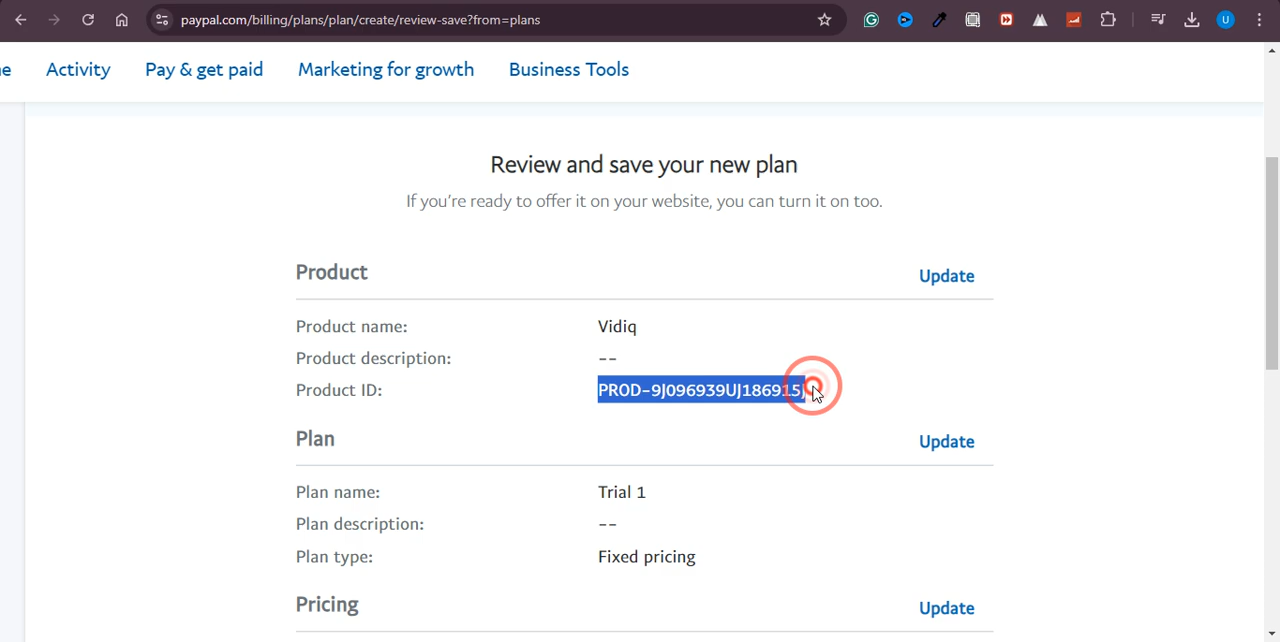 paypal.com/billing/plans/plan/create/review-save?from=plans
U
e Activity Pay & get paid Marketing for growth Business Tools
Review and save your new plan
If you're ready to offer it on your website, you can turn it on too.
Product Update
Product name: Vidiq
Product description: --
Product ID: PROD-9J096939UJ186915J
Plan Update
Plan name: Trial 1
Plan description: --
Plan type: Fixed pricing
Pricing Update